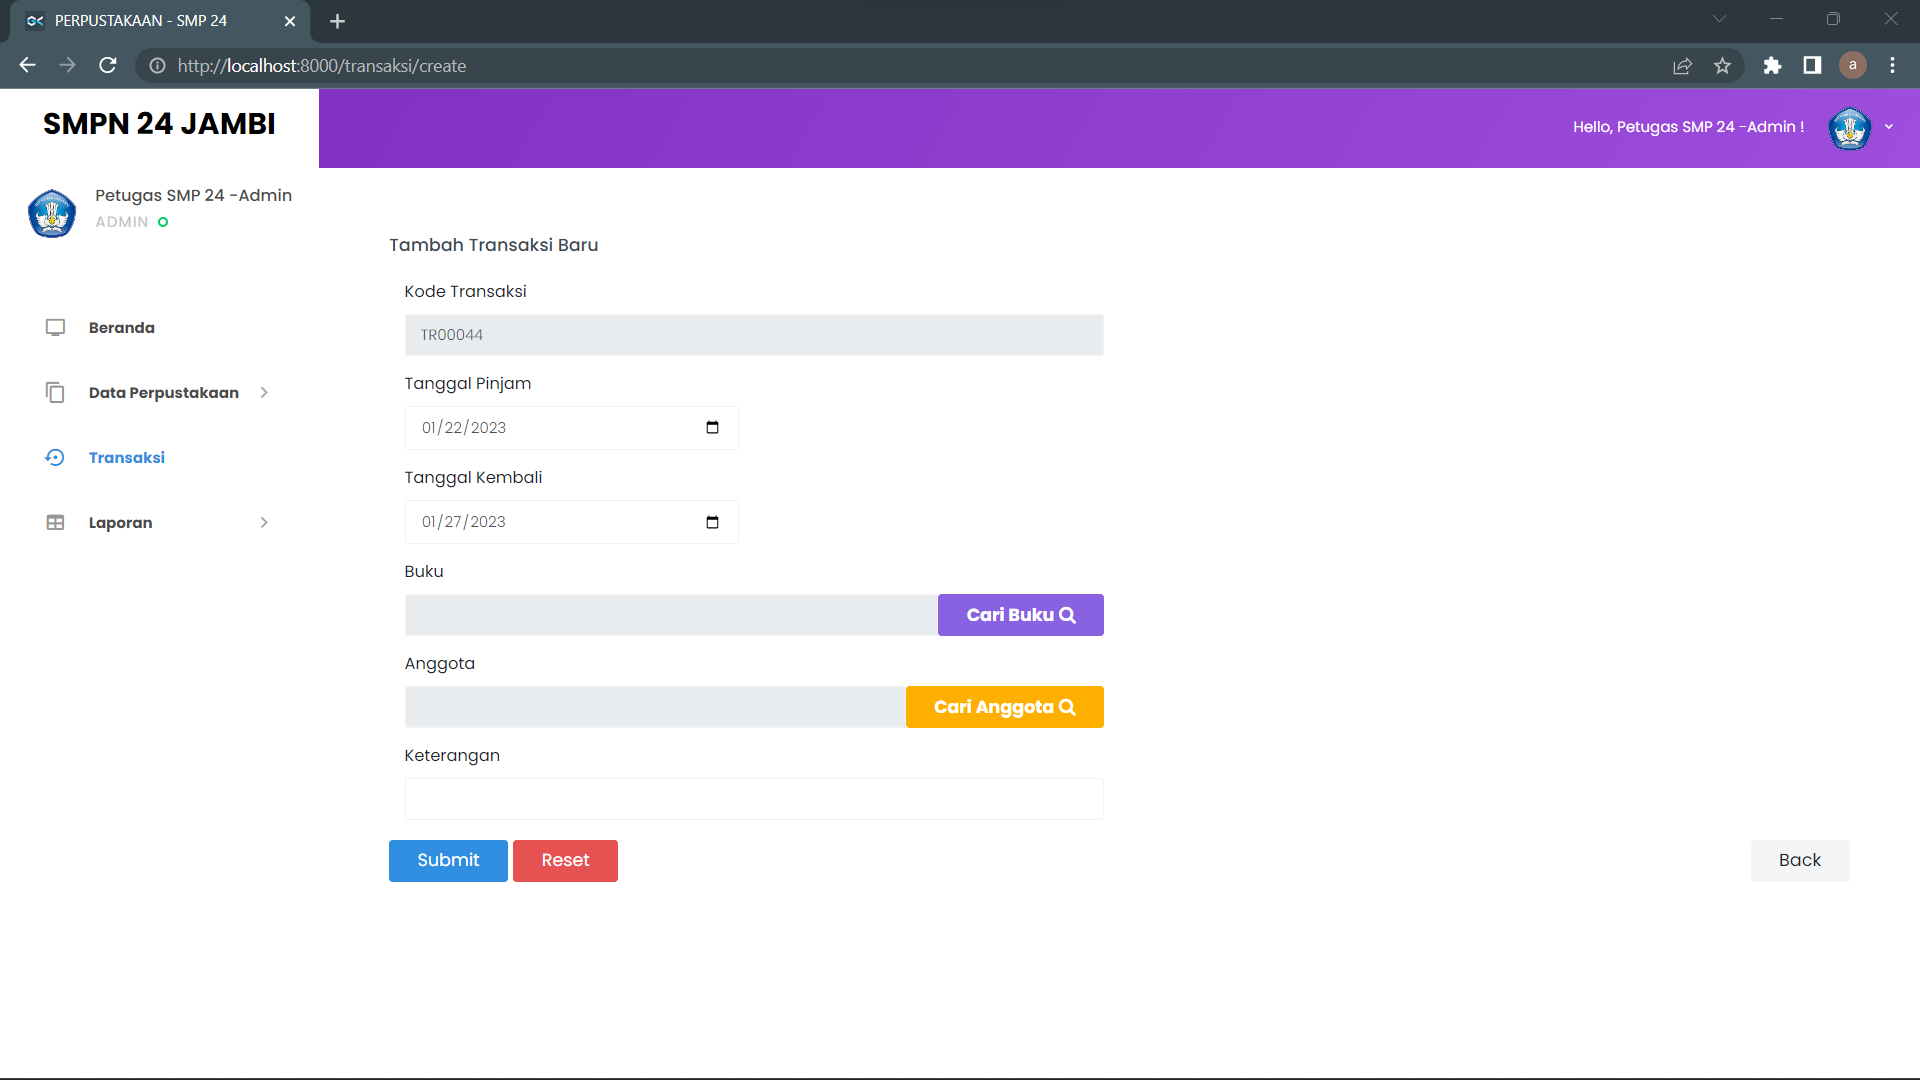 PERPUSTAKAAN - SMP 24
http://localhost:8000/transaksi/create
a
SMPN 24 JAMBI
Hello, Petugas SMP 24 -Admin !
Petugas SMP 24 -Admin
ADMIN
Beranda
Data Perpustakaan
Transaksi
Laporan
Tambah Transaksi Baru
Kode Transaksi
TR00044
Tanggal Pinjam
01/22/2023
Tanggal Kembali
01/27/2023
Buku
Cari Buku
Anggota
Cari Anggota
Keterangan
Submit
Reset
Back